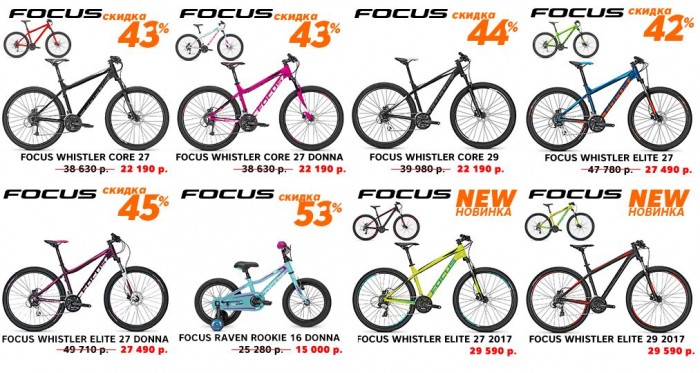 FOCUS скидка 43%
FOCUS WHISTLER CORE 27
38 630 р. 22 190 р.
FOCUS скидка 43%
FOCUS WHISTLER CORE 27 DONNA
38 630 р. 22 190 р.
FOCUS скидка 44%
FOCUS WHISTLER CORE 29
39 980 р. 22 190 р.
FOCUS скидка 42%
FOCUS WHISTLER ELITE 27
47 780 р. 27 490 р.
FOCUS скидка 45%
FOCUS WHISTLER ELITE 27 DONNA
49 710 р. 27 490 р.
FOCUS скидка 53%
FOCUS RAVEN ROOKIE 16 DONNA
25 280 р. 15 000 р.
FOCUS NEW
НОВИНКА
FOCUS WHISTLER ELITE 27 2017
29 590 р.
FOCUS NEW
НОВИНКА
FOCUS WHISTLER ELITE 29 2017
29 590 р.